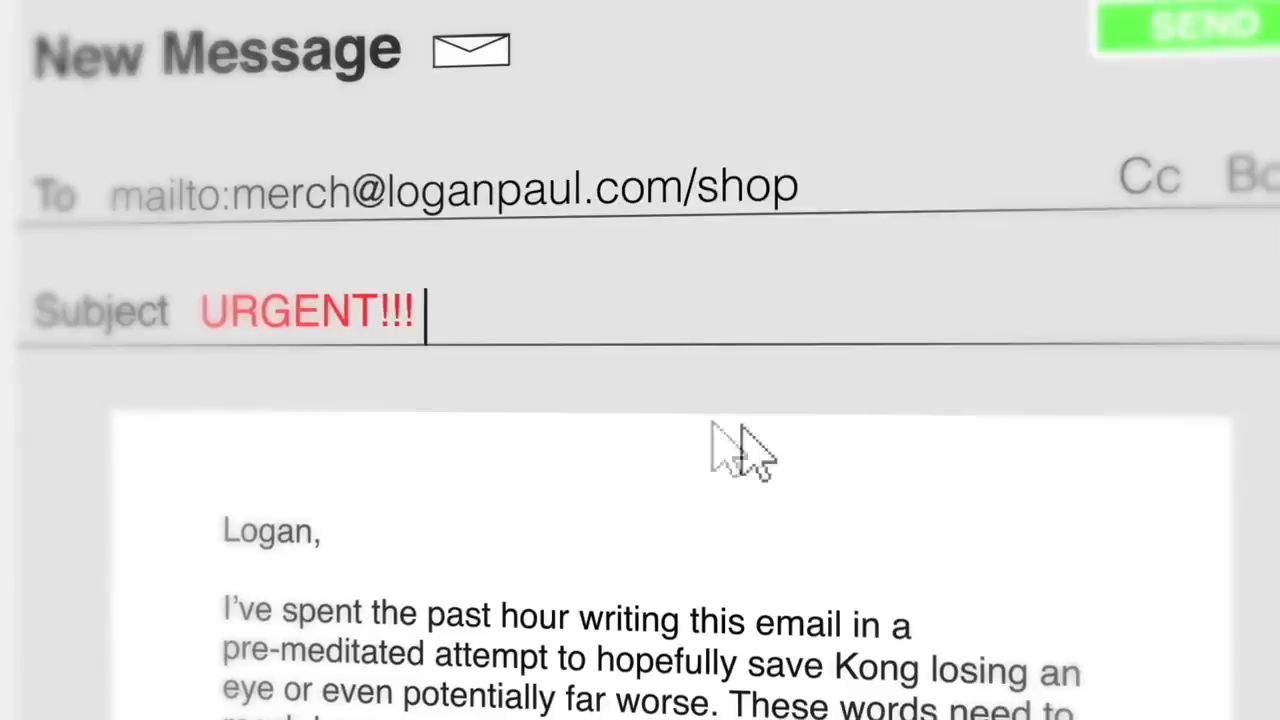 New Message
SEND
To mailto:merch@loganpaul.com/shop Cc
Subject URGENT!!!
Logan,
I've spent the past hour writing this email in a
pre-meditated attempt to hopefully save Kong losing an
eye or even potentially far worse. These words need to